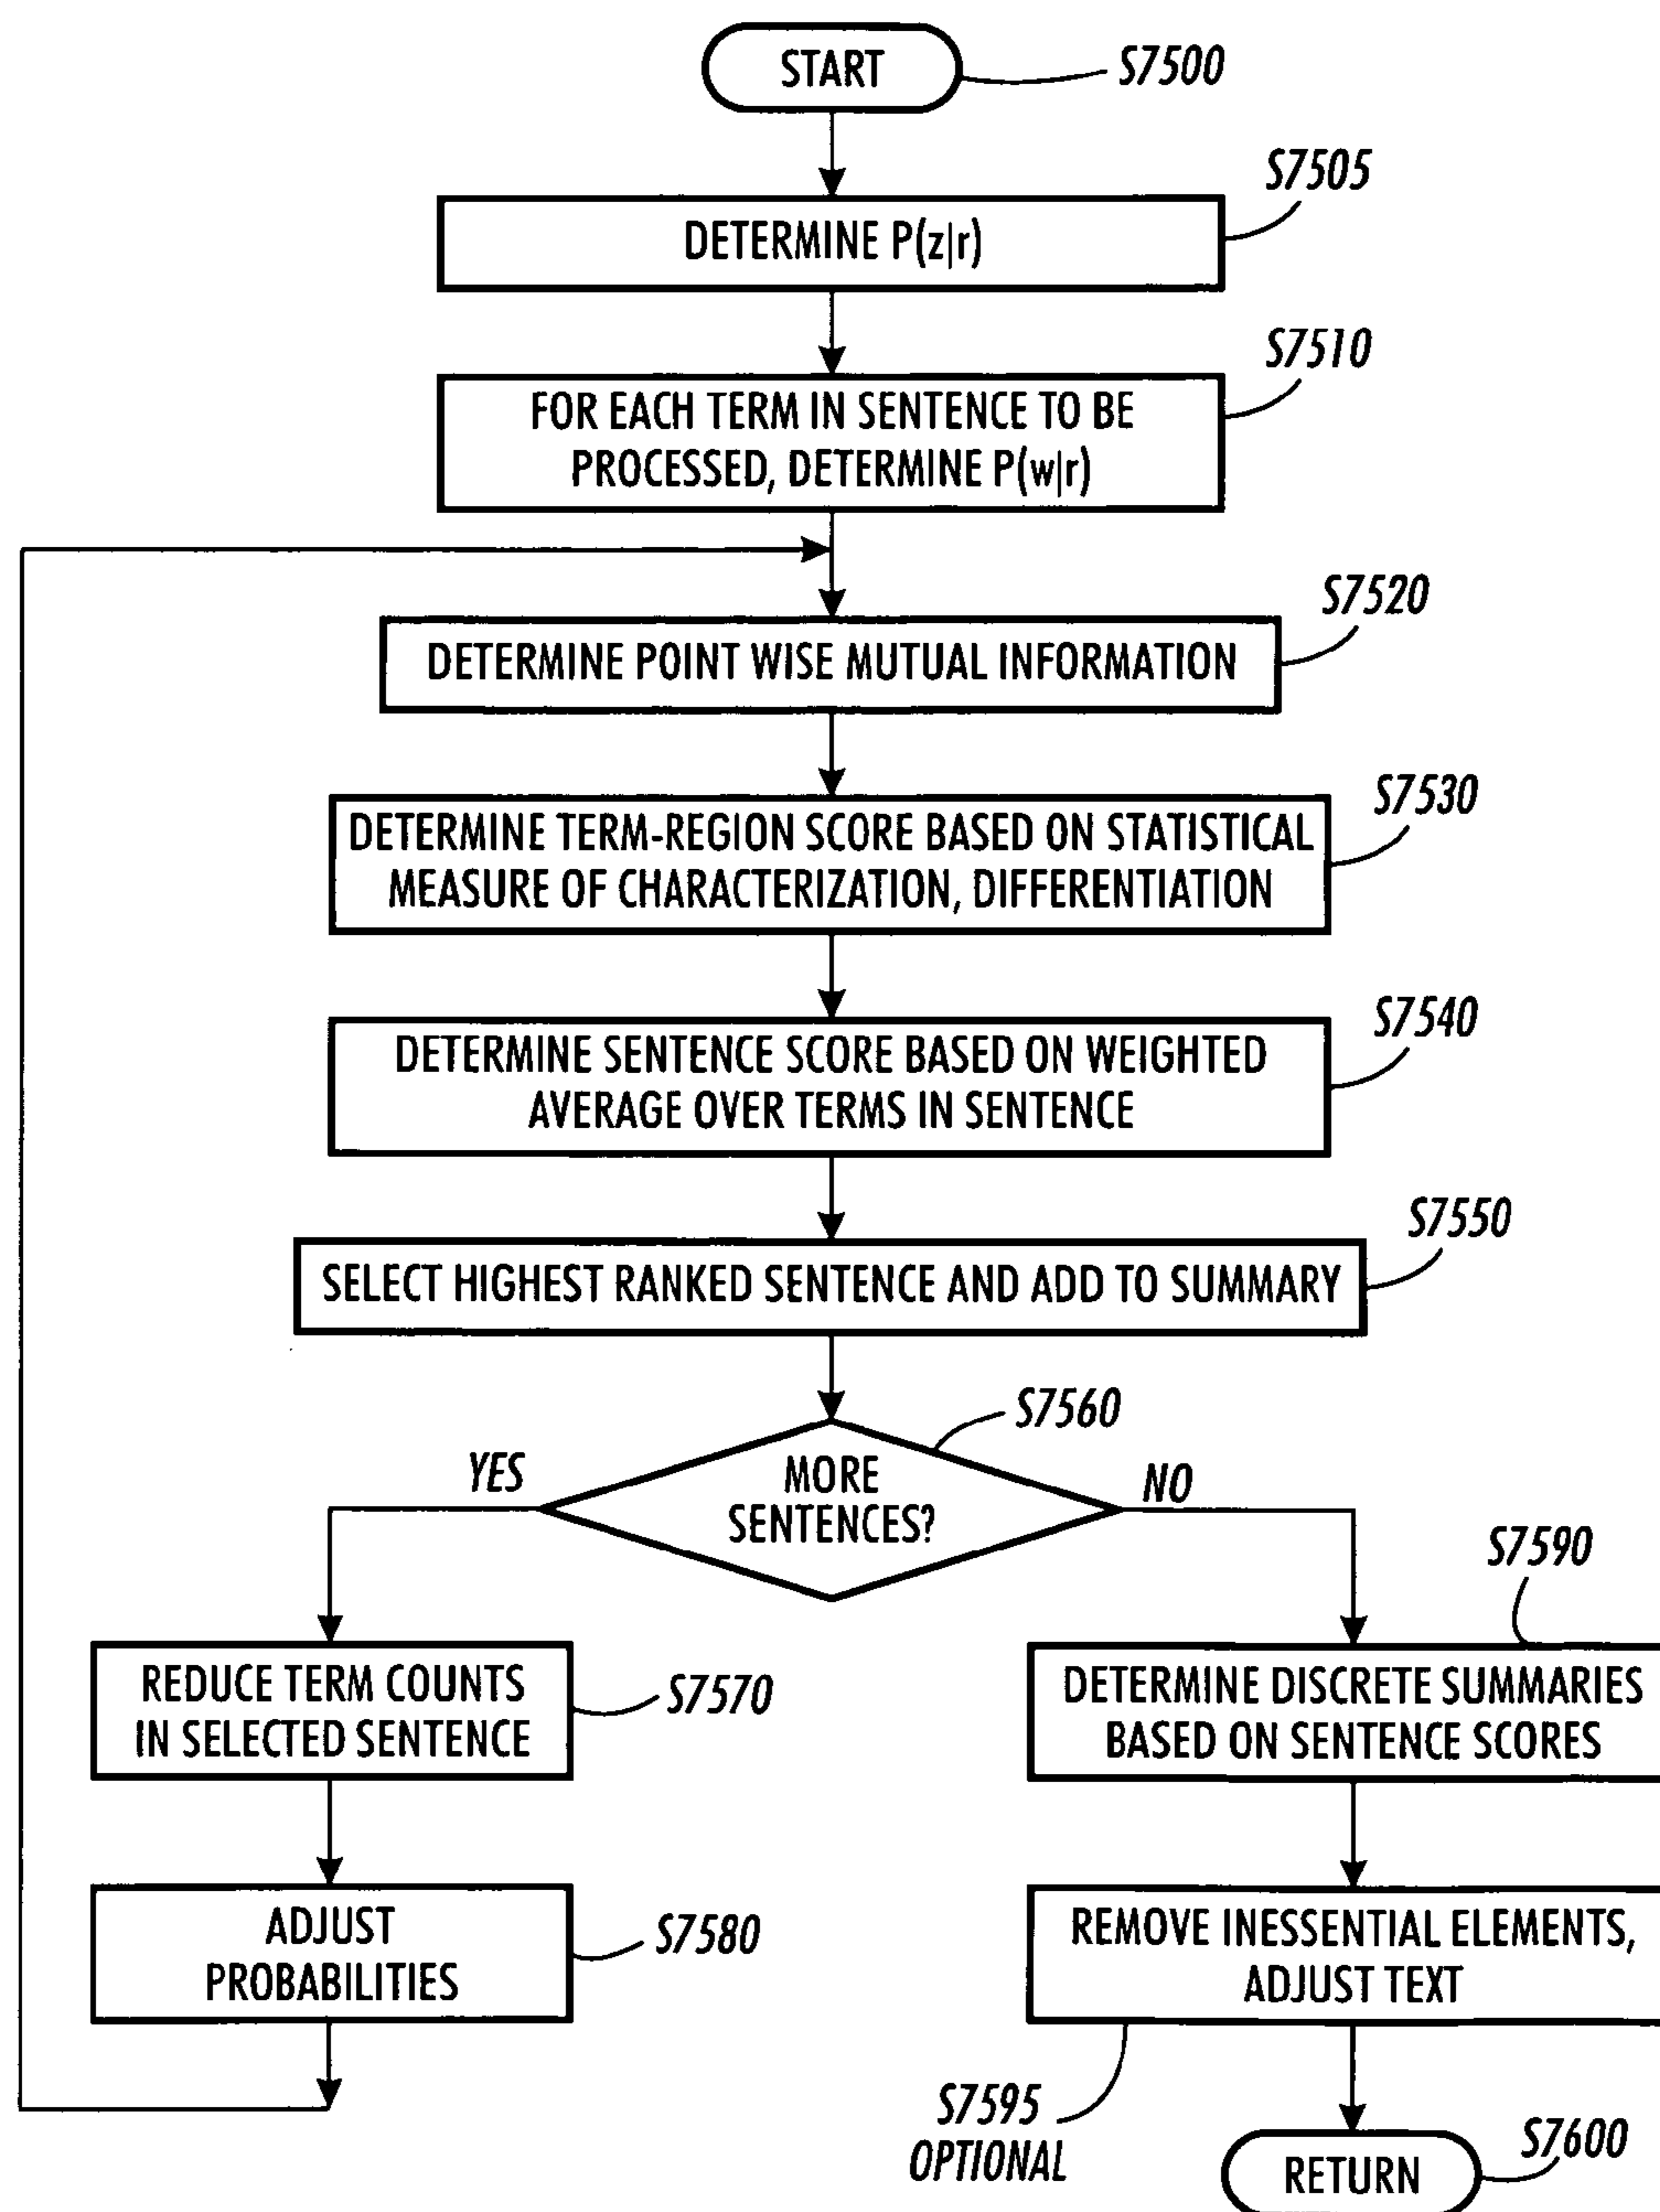 START
S7500
S7505
DETERMINE P(z|r)
S7510
FOR EACH TERM IN SENTENCE TO BE
PROCESSED, DETERMINE P(w|r)
S7520
DETERMINE POINT WISE MUTUAL INFORMATION
S7530
DETERMINE TERM-REGION SCORE BASED ON STATISTICAL
MEASURE OF CHARACTERIZATION, DIFFERENTIATION
S7540
DETERMINE SENTENCE SCORE BASED ON WEIGHTED
AVERAGE OVER TERMS IN SENTENCE
S7550
SELECT HIGHEST RANKED SENTENCE AND ADD TO SUMMARY
S7560
YES
MORE
SENTENCES?
NO
S7590
REDUCE TERM COUNTS
IN SELECTED SENTENCE
S7570
DETERMINE DISCRETE SUMMARIES
BASED ON SENTENCE SCORES
ADJUST
PROBABILITIES
S7580
REMOVE INESSENTIAL ELEMENTS,
ADJUST TEXT
S7595
OPTIONAL
RETURN
S7600